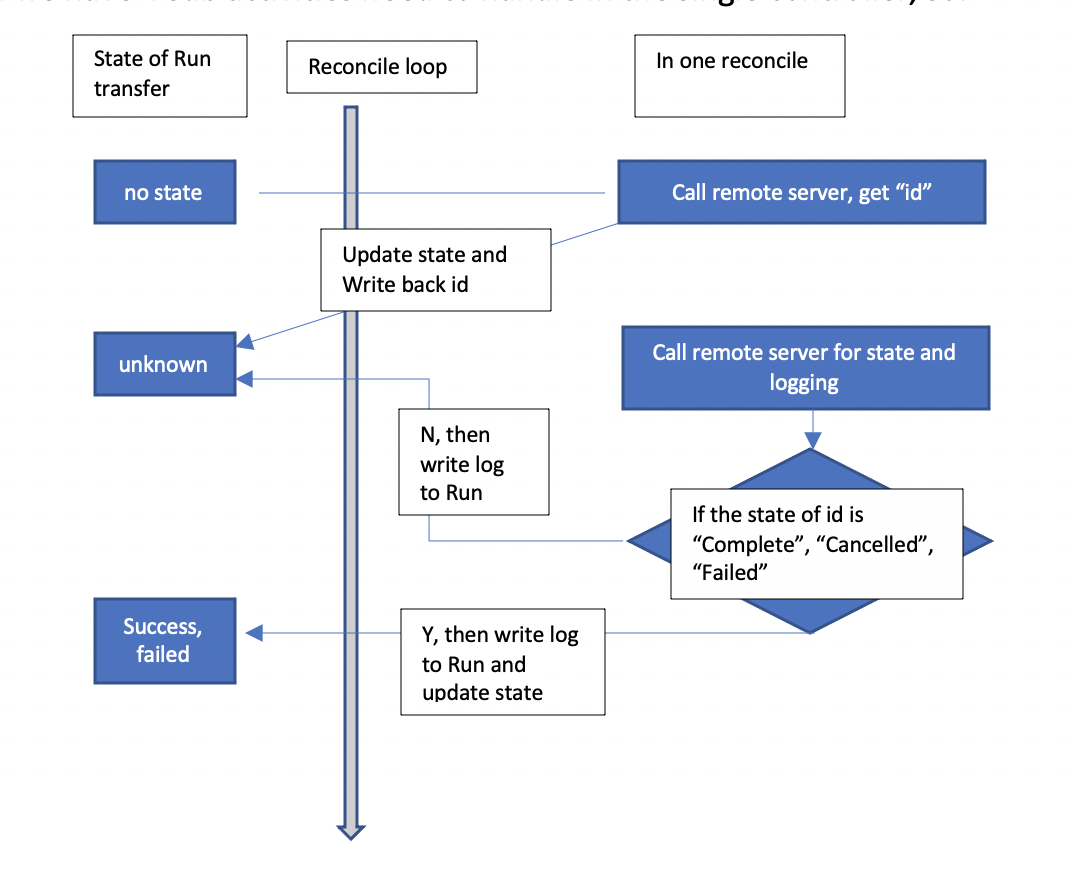 State of Run
transfer
Reconcile loop
In one reconcile
no state
Call remote server, get “id”
Update state and
Write back id
unknown
Call remote server for state and
logging
N, then
write log
to Run
If the state of id is
“Complete”, “Cancelled”,
“Failed”
Success,
failed
Y, then write log
to Run and
update state